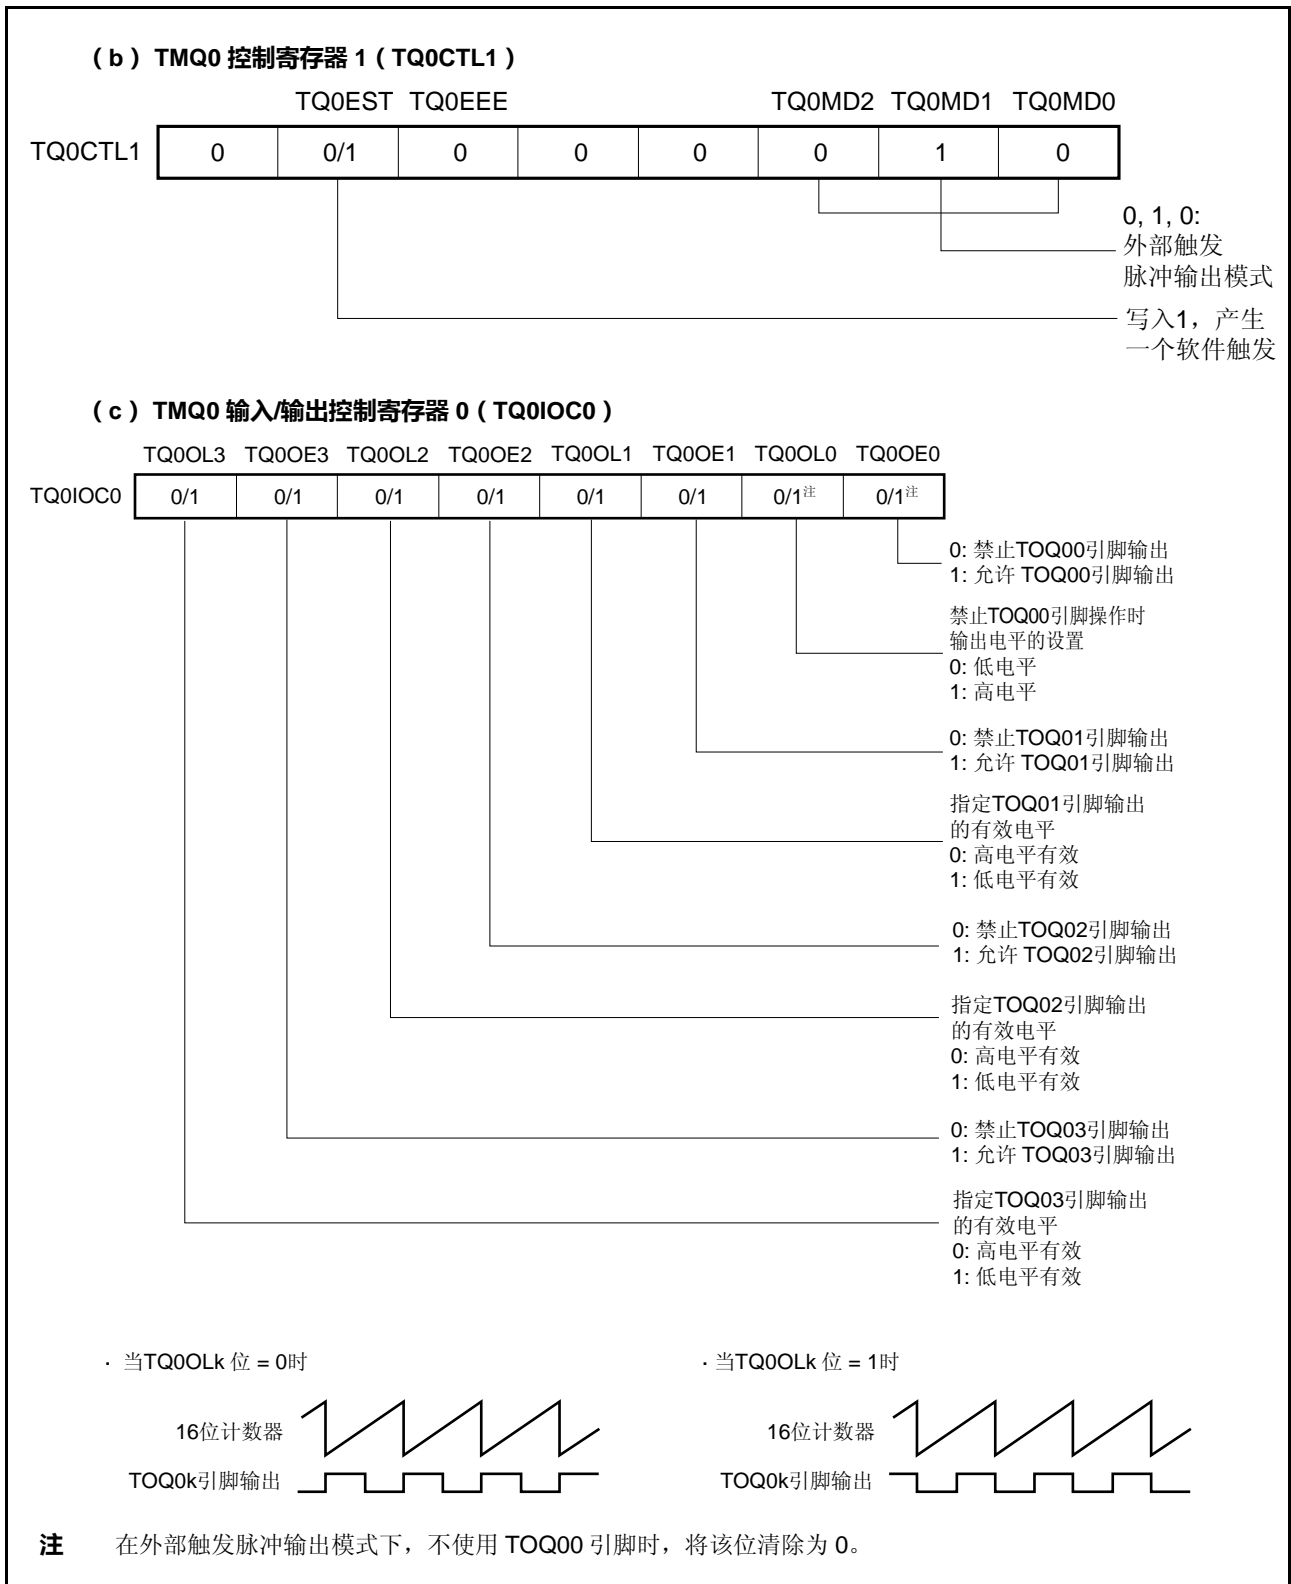 （b） TMQ0 控制寄存器 1（TQ0CTL1）
TQ0EST TQ0EEE TQ0MD2 TQ0MD1 TQ0MD0
TQ0CTL1 0 0/1 0 0 0 0 1 0
0, 1, 0:
外部触发
脉冲输出模式
写入1，产生
一个软件触发
（c） TMQ0 输入/输出控制寄存器 0（TQ0IOC0）
TQ0OL3 TQ0OE3 TQ0OL2 TQ0OE2 TQ0OL1 TQ0OE1 TQ0OL0 TQ0OE0
TQ0IOC0 0/1 0/1 0/1 0/1 0/1 0/1 0/1注 0/1注
0: 禁止TOQ00引脚输出
1: 允许 TOQ00引脚输出
禁止TOQ00引脚操作时
输出电平的设置
0: 低电平
1: 高电平
0: 禁止TOQ01引脚输出
1: 允许 TOQ01引脚输出
指定TOQ01引脚输出
的有效电平
0: 高电平有效
1: 低电平有效
0: 禁止TOQ02引脚输出
1: 允许 TOQ02引脚输出
指定TOQ02引脚输出
的有效电平
0: 高电平有效
1: 低电平有效
0: 禁止TOQ03引脚输出
1: 允许 TOQ03引脚输出
指定TOQ03引脚输出
的有效电平
0: 高电平有效
1: 低电平有效
· 当TQ0OLk 位 = 0时
16位计数器
TOQ0k引脚输出
· 当TQ0OLk 位 = 1时
16位计数器
TOQ0k引脚输出
注 在外部触发脉冲输出模式下，不使用 TOQ00 引脚时，将该位清除为 0。